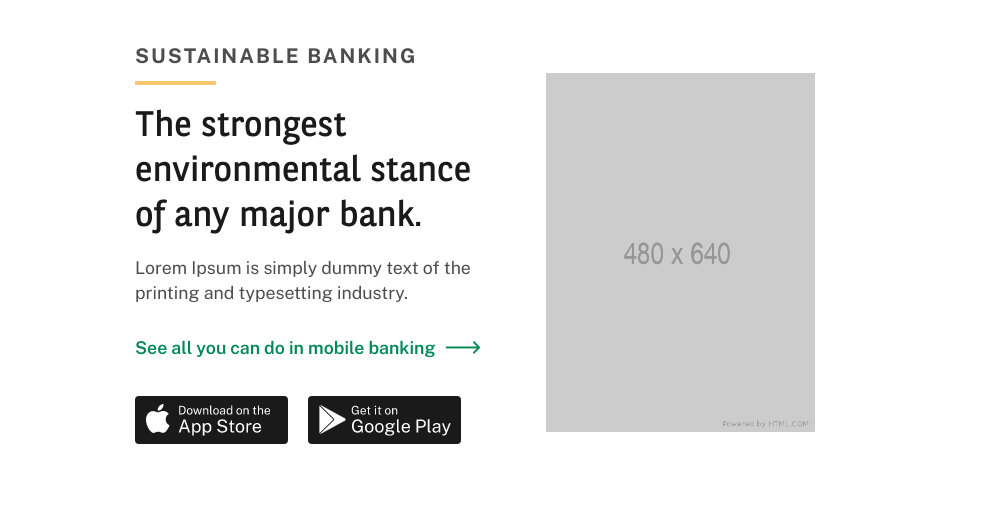 SUSTAINABLE BANKING
The strongest
environmental stance
of any major bank.
Lorem Ipsum is simply dummy text of the
printing and typesetting industry.
See all you can do in mobile banking
Download on the
App Store
Get it on
Google Play
480 x 640
Powered by HTML.COM